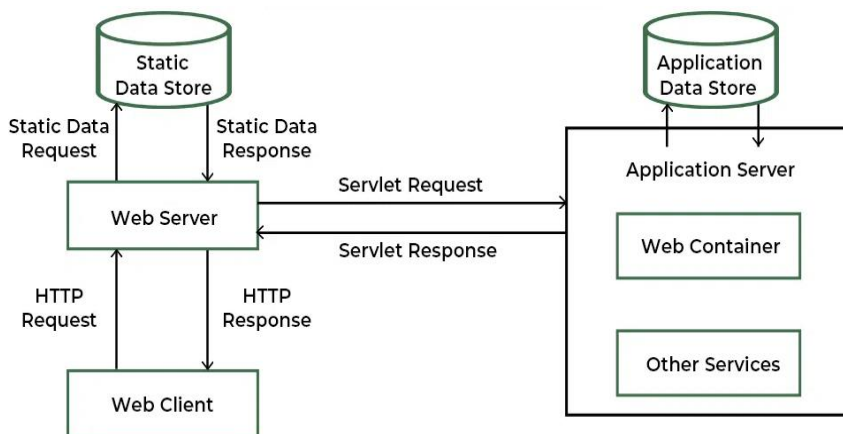 Static
Data Store
Application
Data Store
Static Data
Request
Static Data
Response
Application Server
Servlet Request
Web Server
Servlet Response
Web Container
HTTP
Request
HTTP
Response
Other Services
Web Client